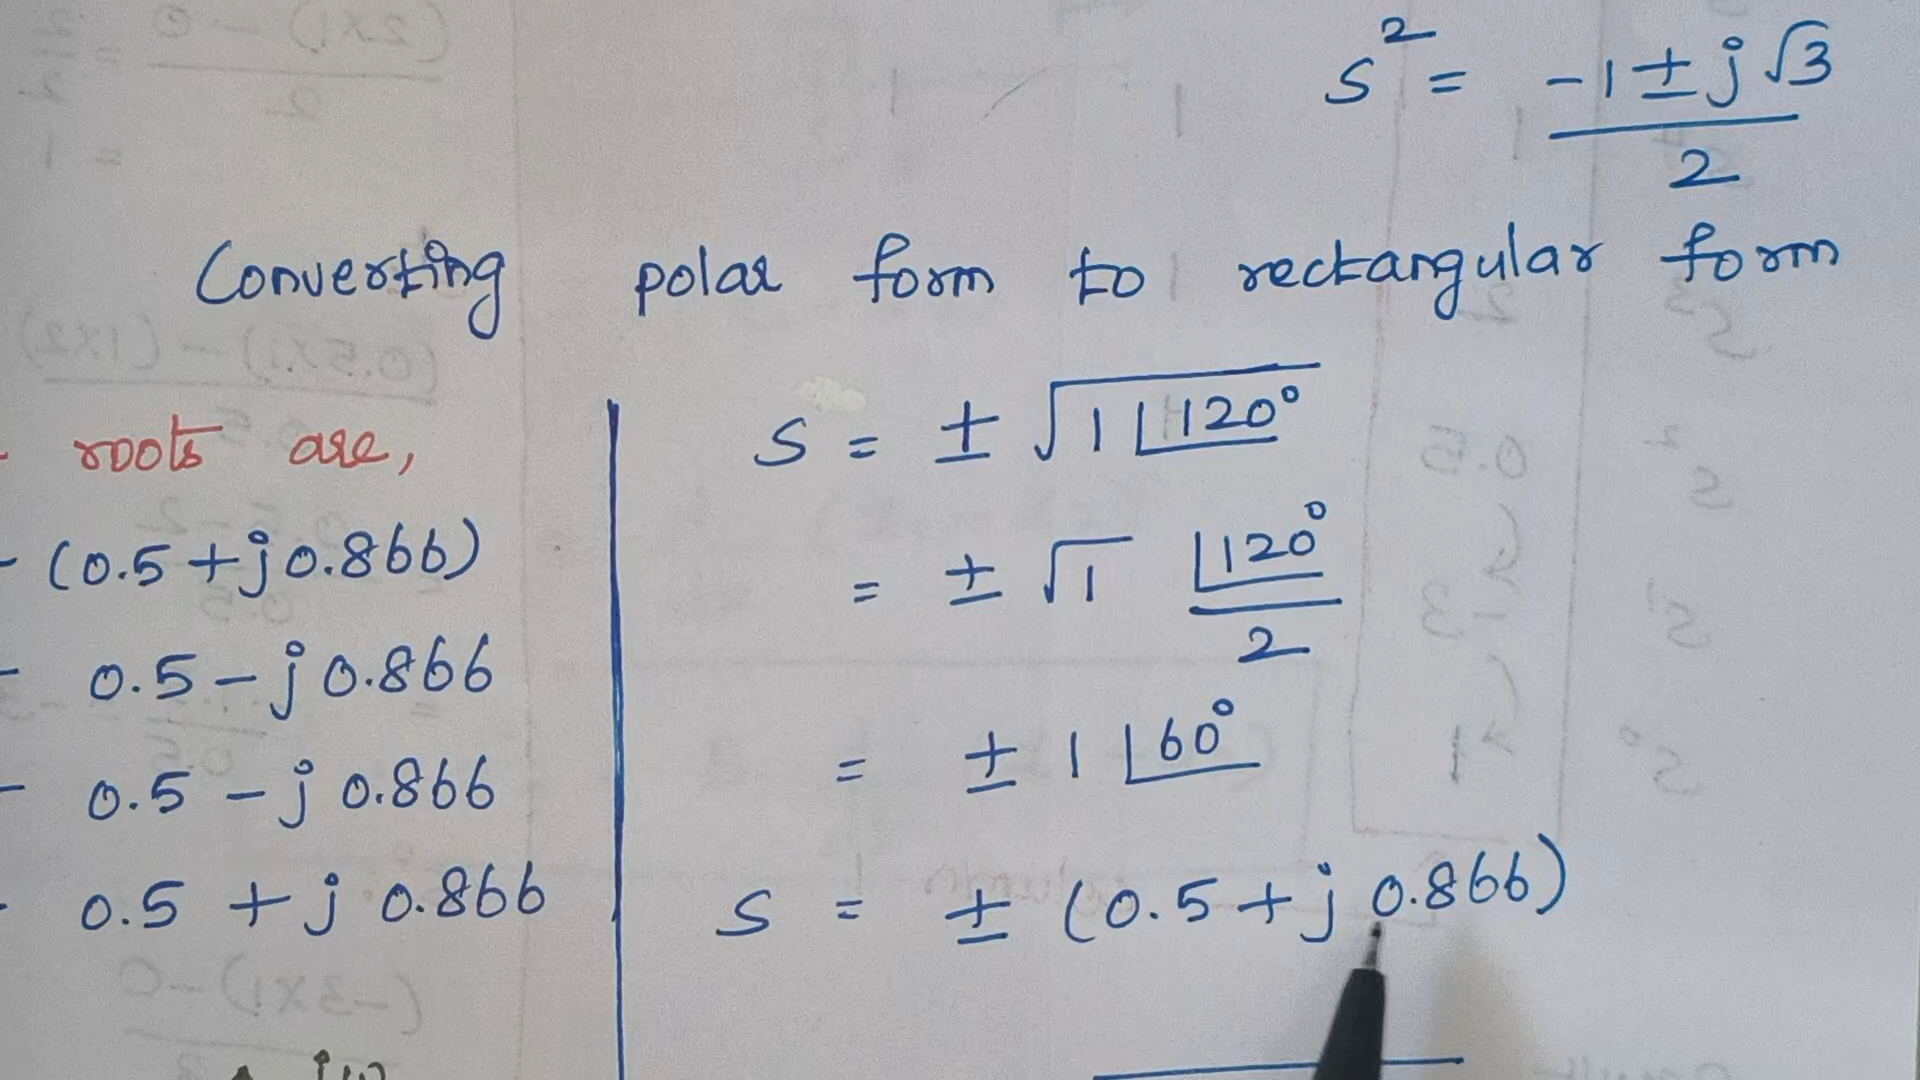 s² = -1 ± j√3
2
Converting polar form to rectangular form
roots are,
- (0.5 + j0.866)
- 0.5 - j 0.866
- 0.5 - j 0.866
- 0.5 + j 0.866
s = ± √1∠120°
= ± √1 ∠120°
2
= ± 1 ∠60°
s = ± (0.5 + j 0.866)
jω